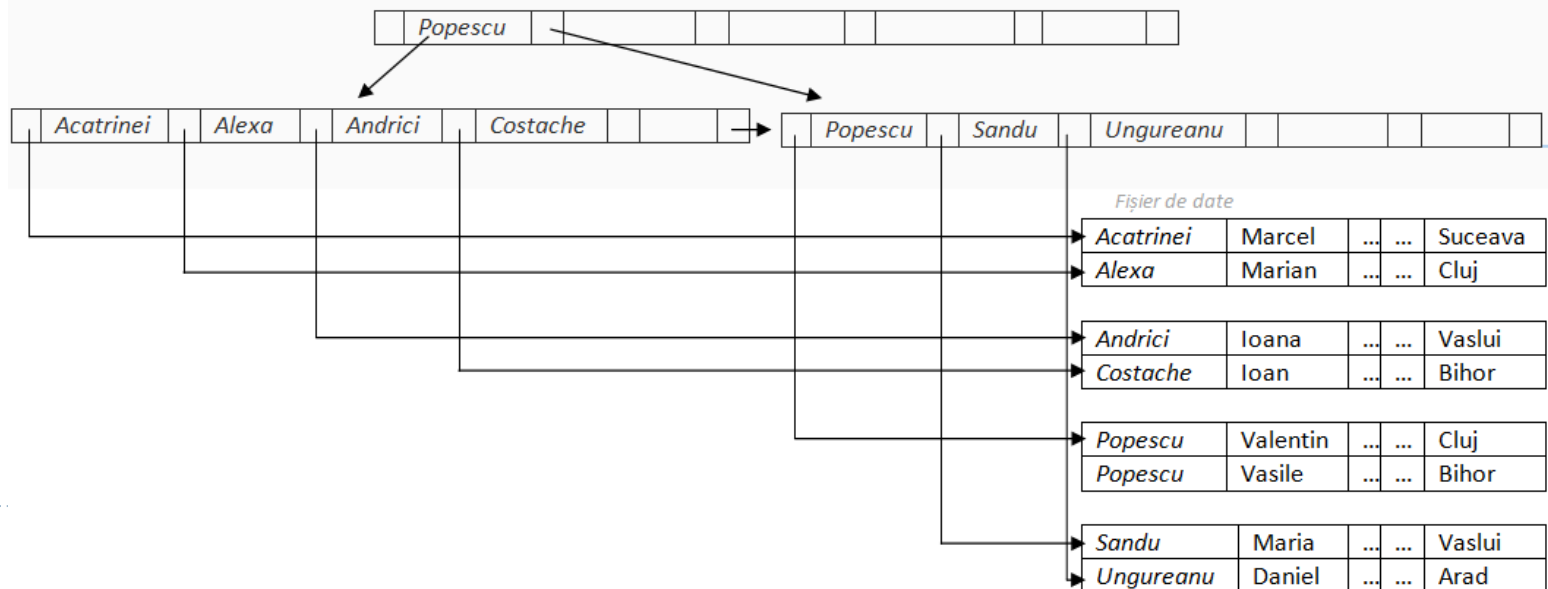 Popescu
Acatrinei Alexa Andrici Costache
Popescu Sandu Ungureanu
Fișier de date
Acatrinei Marcel ... ... Suceava
Alexa Marian ... ... Cluj
Andrici Ioana ... ... Vaslui
Costache Ioan ... ... Bihor
Popescu Valentin ... ... Cluj
Popescu Vasile ... ... Bihor
Sandu Maria ... ... Vaslui
Ungureanu Daniel ... ... Arad